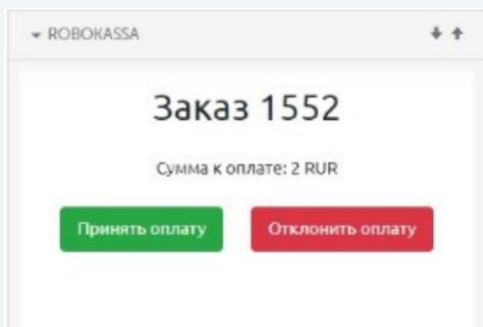 ROBOKASSA
Заказ 1552
Сумма к оплате: 2 RUR
Принять оплату
Отклонить оплату